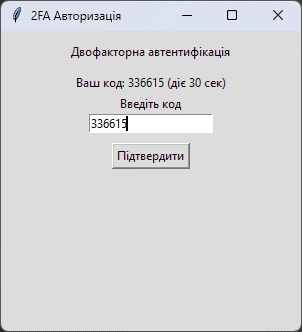 2FA Авторизація
Двофакторна автентифікація
Ваш код: 336615 (діє 30 сек)
Введіть код
336615
Підтвердити